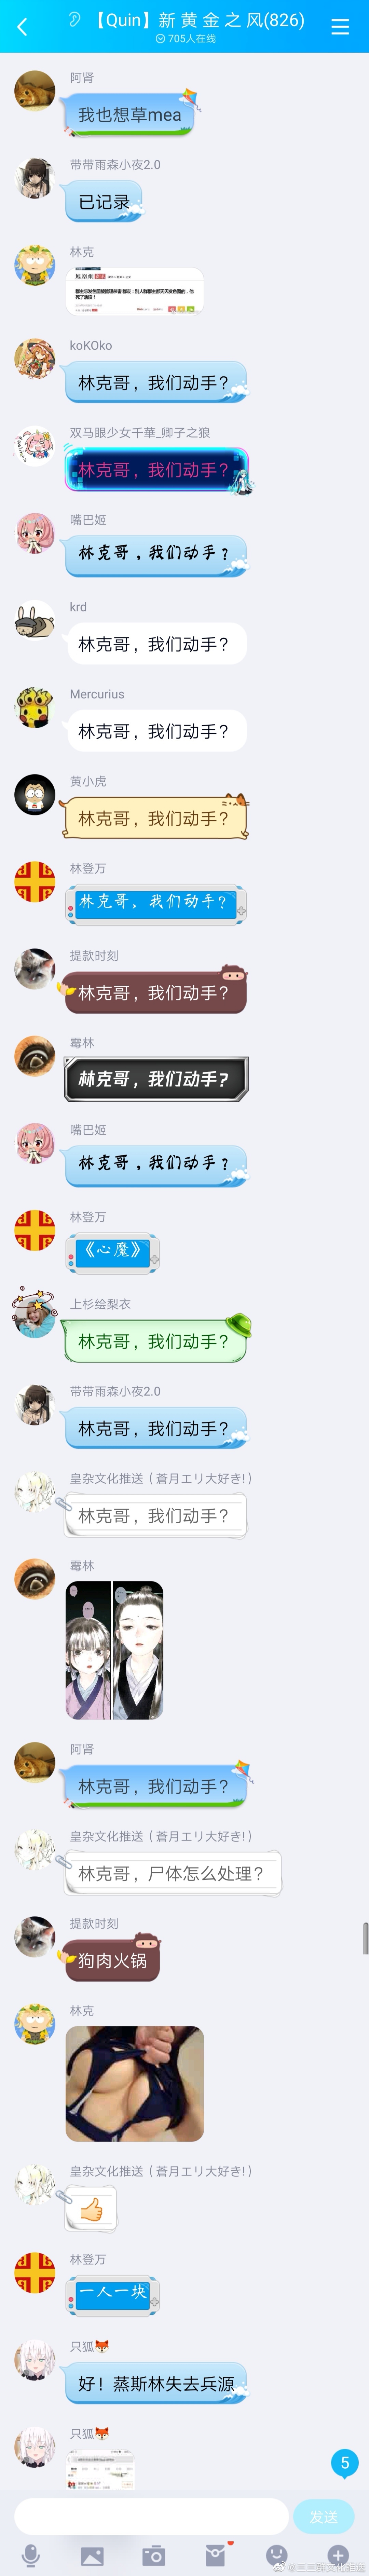 【Quin】新 黄 金 之 风(826)
705人在线
阿肾
我也想草mea
带带雨森小夜2.0
已记录
林克
koKOko
林克哥，我们动手？
双马眼少女千華_卿子之狼
林克哥，我们动手？
嘴巴姬
林克哥，我们动手？
krd
林克哥，我们动手？
Mercurius
林克哥，我们动手？
黄小虎
林克哥，我们动手？
林登万
林克哥，我们动手？
提款时刻
林克哥，我们动手？
霉林
林克哥，我们动手？
嘴巴姬
林克哥，我们动手？
林登万
《心魔》
上杉绘梨衣
林克哥，我们动手？
带带雨森小夜2.0
林克哥，我们动手？
皇杂文化推送（蒼月エリ大好き!）
林克哥，我们动手？
霉林
阿肾
林克哥，我们动手？
皇杂文化推送（蒼月エリ大好き!）
林克哥，尸体怎么处理？
提款时刻
狗肉火锅
林克
皇杂文化推送（蒼月エリ大好き!）
林登万
一人一块
只狐🦊
好！蒸斯林失去兵源
只狐🦊
5
发送